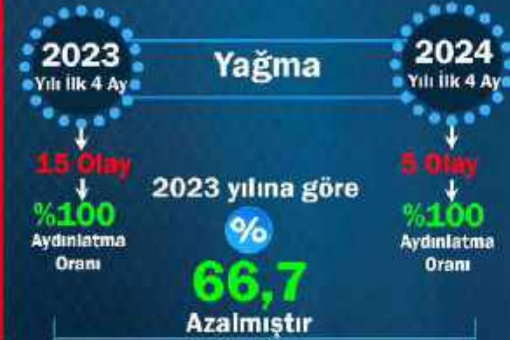 2023
Yılı İlk 4 Ay
Yağma
2024
Yılı İlk 4 Ay
15 Olay
5 Olay
%100
Aydınlatma
Oranı
2023 yılına göre
%
66,7
Azalmıştır
%100
Aydınlatma
Oranı